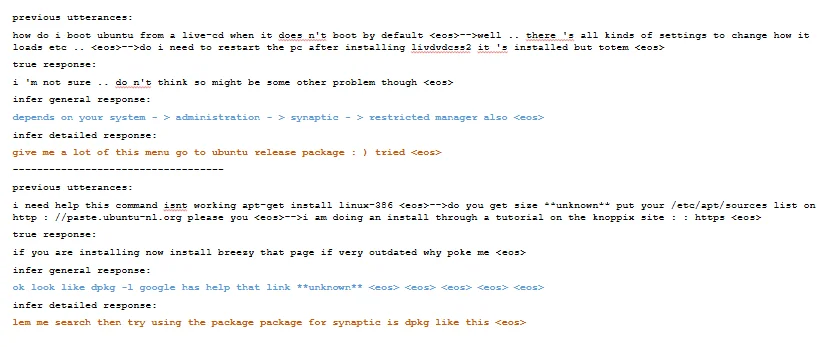 previous utterances:
how do i boot ubuntu from a live-cd when it does n't boot by default <eos>-->well .. there 's all kinds of settings to change how it
loads etc .. <eos>-->do i need to restart the pc after installing livdvdcss2 it 's installed but totem <eos>
true response:
i 'm not sure .. do n't think so might be some other problem though <eos>
infer general response:
depends on your system - > administration - > synaptic - > restricted manager also <eos>
infer detailed response:
give me a lot of this menu go to ubuntu release package : ) tried <eos>
-----------------------------------
previous utterances:
i need help this command isnt working apt-get install linux-386 <eos>-->do you get size **unknown** put your /etc/apt/sources list on
http : //paste.ubuntu-nl.org please you <eos>-->i am doing an install through a tutorial on the knoppix site : : https <eos>
true response:
if you are installing now install breezy that page if very outdated why poke me <eos>
infer general response:
ok look like dpkg -l google has help that link **unknown** <eos> <eos> <eos> <eos> <eos>
infer detailed response:
lem me search then try using the package package for synaptic is dpkg like this <eos>